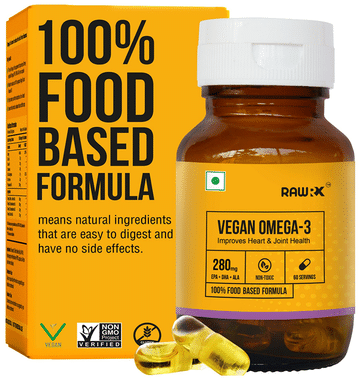 100%
FOOD
BASED
FORMULA
means natural ingredients
that are easy to digest and
have no side effects.
VEGAN
NON
GMO
Project
VERIFIED
RAW:X
VEGAN OMEGA-3
Improves Heart & Joint Health
280mg
EPA + DHA + ALA
NON-TOXIC
60 SERVINGS
100% FOOD BASED FORMULA